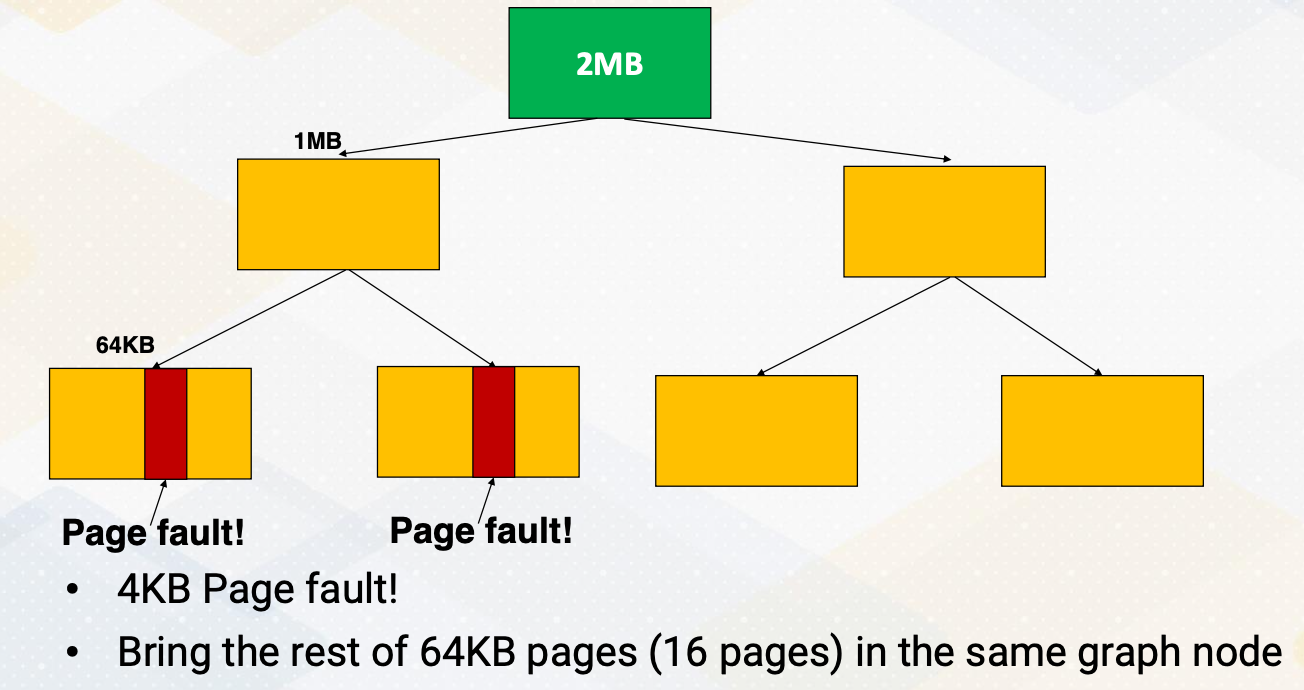 2MB
1MB
64KB
Page fault!
Page fault!
• 4KB Page fault!
• Bring the rest of 64KB pages (16 pages) in the same graph node